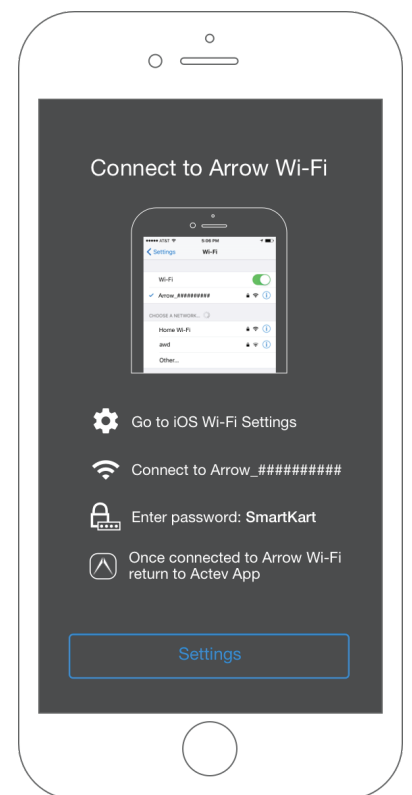 Connect to Arrow Wi-Fi
AT&T 5:08 PM
Settings Wi-Fi
Wi-Fi
Arrow_##########
CHOOSE A NETWORK...
Home Wi-Fi
awd
Other...
Go to iOS Wi-Fi Settings
Connect to Arrow_##########
Enter password: SmartKart
Once connected to Arrow Wi-Fi
return to Actev App
Settings